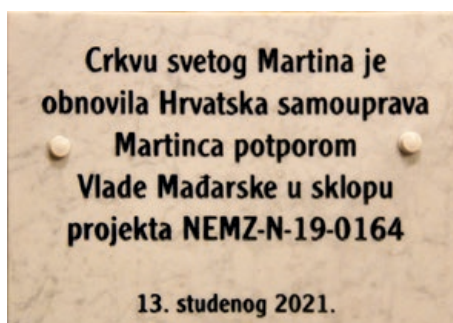 Crkvu svetog Martina je
obnovila Hrvatska samouprava
Martinca potporom
Vlade Mađarske u sklopu
projekta NEMZ-N-19-0164
13. studenog 2021.